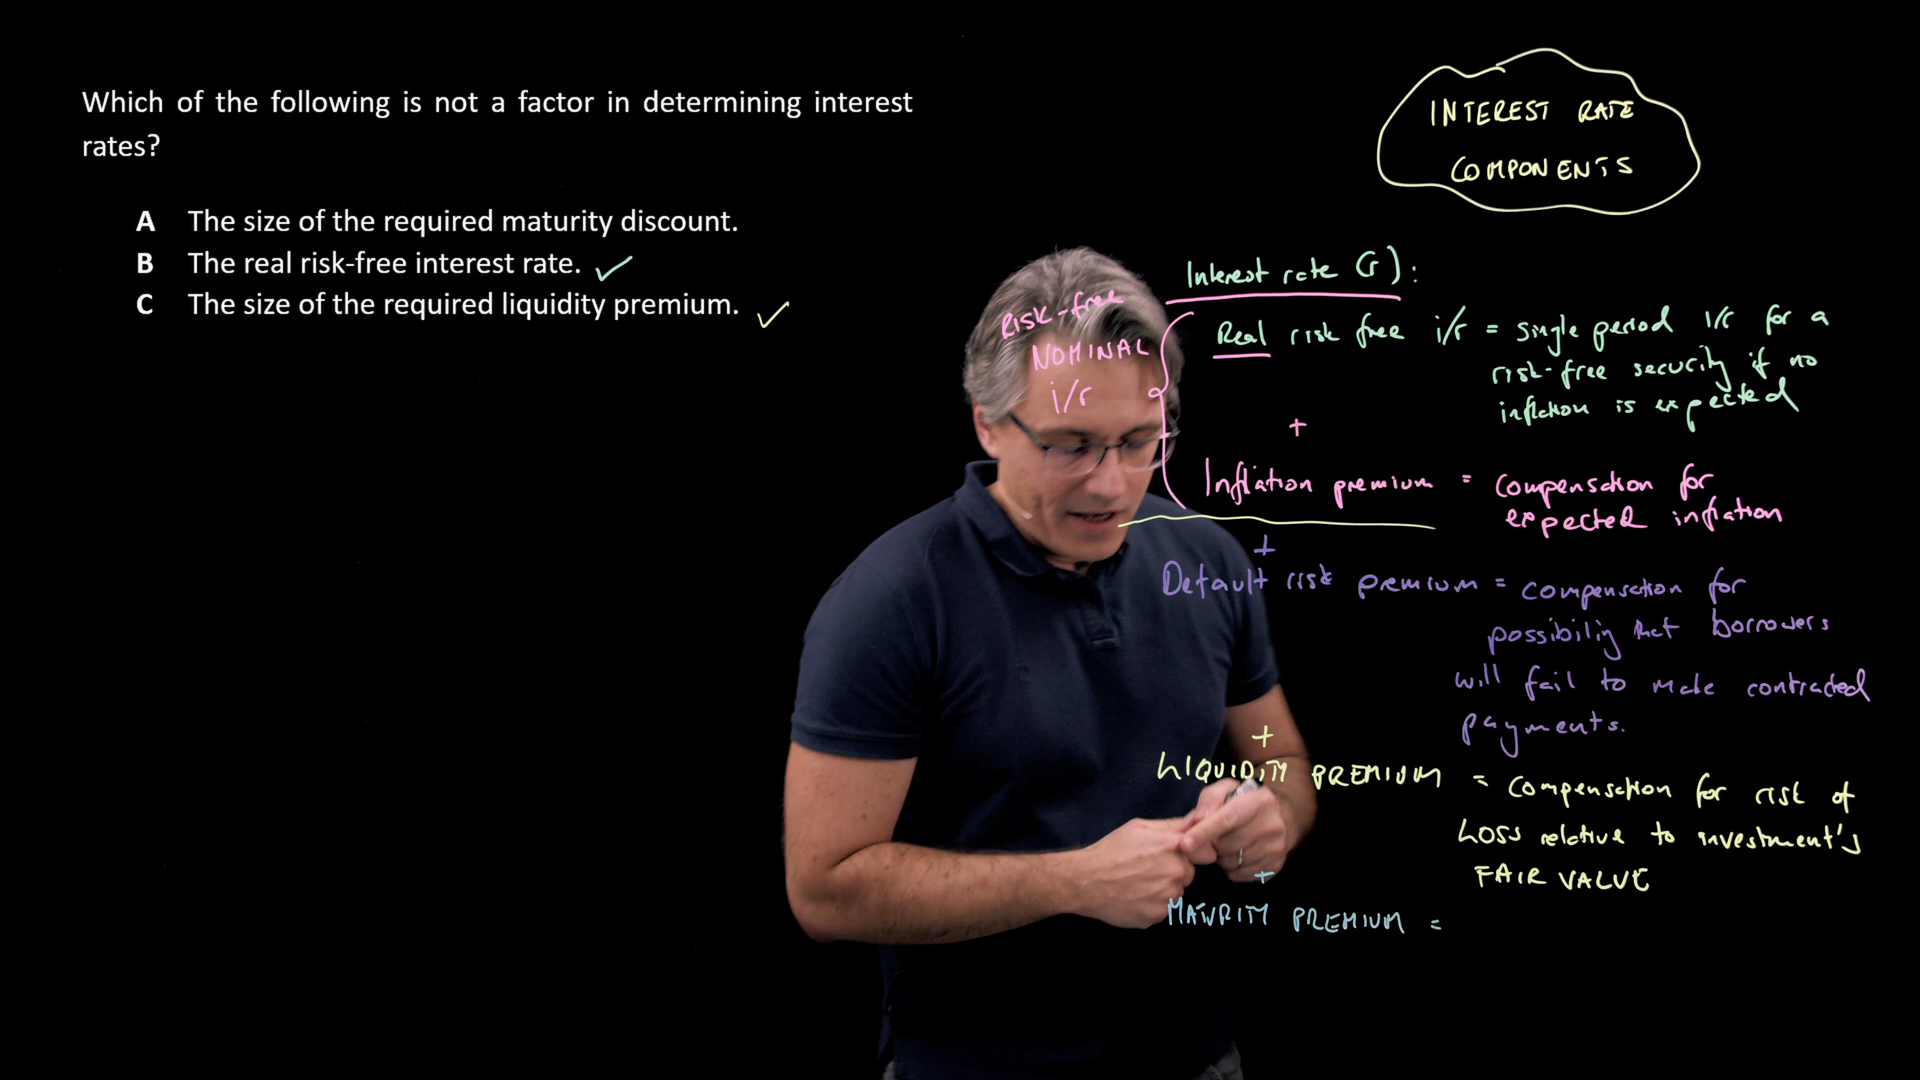 Which of the following is not a factor in determining interest
rates?
A The size of the required maturity discount.
B The real risk-free interest rate.
C The size of the required liquidity premium.
INTEREST RATE
COMPONENTS
Interest rate (r):
Risk-free
NOMINAL
i/r
Real risk free i/r = single period i/r for a
risk-free security if no
inflation is expected
+
Inflation premium = compensation for
expected inflation
+
Default risk premium = compensation for
possibility that borrowers
will fail to make contracted
payments.
+
LIQUIDITY PREMIUM = compensation for risk of
LOSS relative to investment's
FAIR VALUE
+
MATURITY PREMIUM =